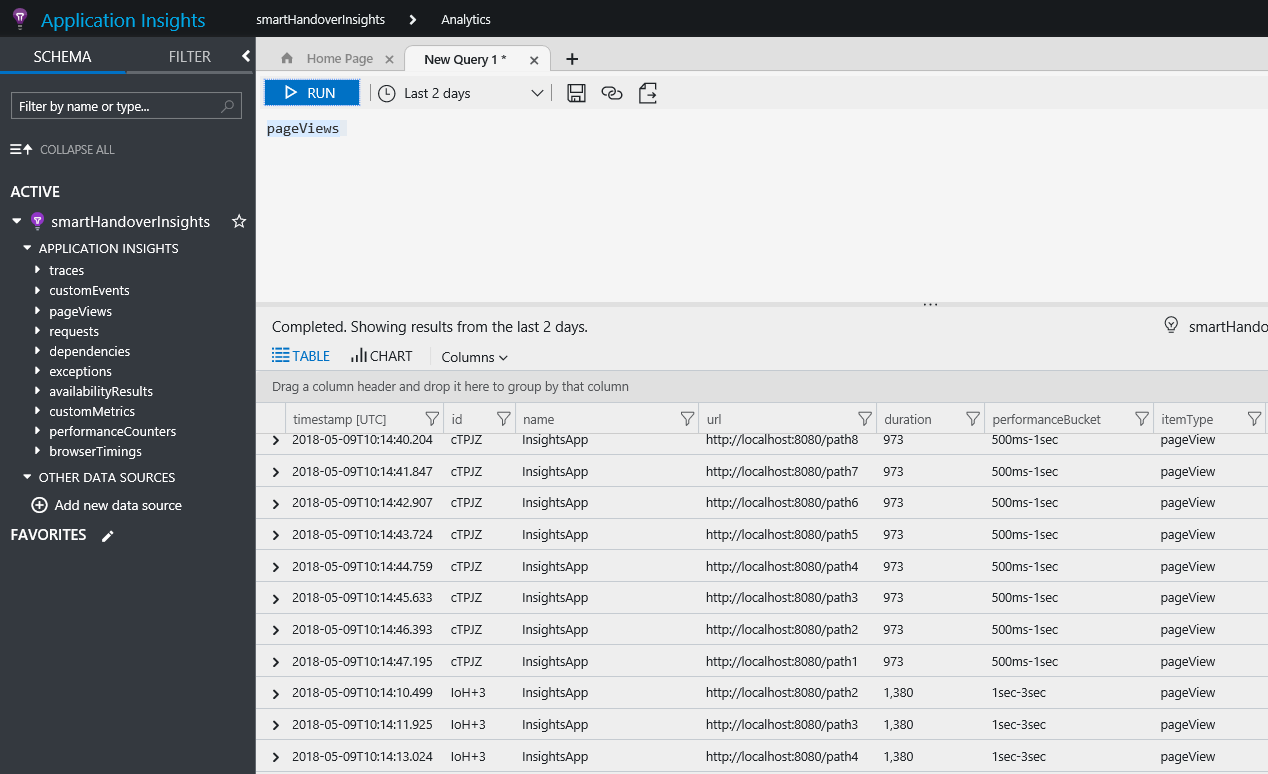 Application Insights
smartHandoverInsights > Analytics
SCHEMA FILTER
Home Page New Query 1 *
Filter by name or type...
RUN Last 2 days
COLLAPSE ALL
pageViews
ACTIVE
smartHandoverInsights
APPLICATION INSIGHTS
traces
customEvents
pageViews
requests
dependencies
exceptions
availabilityResults
customMetrics
performanceCounters
browserTimings
OTHER DATA SOURCES
Add new data source
FAVORITES
Completed. Showing results from the last 2 days.
smartHando
TABLE CHART Columns
Drag a column header and drop it here to group by that column
timestamp [UTC] id name url duration performanceBucket itemType
2018-05-09T10:14:40.204 cTPJZ InsightsApp http://localhost:8080/path8 973 500ms-1sec pageView
2018-05-09T10:14:41.847 cTPJZ InsightsApp http://localhost:8080/path7 973 500ms-1sec pageView
2018-05-09T10:14:42.907 cTPJZ InsightsApp http://localhost:8080/path6 973 500ms-1sec pageView
2018-05-09T10:14:43.724 cTPJZ InsightsApp http://localhost:8080/path5 973 500ms-1sec pageView
2018-05-09T10:14:44.759 cTPJZ InsightsApp http://localhost:8080/path4 973 500ms-1sec pageView
2018-05-09T10:14:45.633 cTPJZ InsightsApp http://localhost:8080/path3 973 500ms-1sec pageView
2018-05-09T10:14:46.393 cTPJZ InsightsApp http://localhost:8080/path2 973 500ms-1sec pageView
2018-05-09T10:14:47.195 cTPJZ InsightsApp http://localhost:8080/path1 973 500ms-1sec pageView
2018-05-09T10:14:10.499 IoH+3 InsightsApp http://localhost:8080/path2 1,380 1sec-3sec pageView
2018-05-09T10:14:11.925 IoH+3 InsightsApp http://localhost:8080/path3 1,380 1sec-3sec pageView
2018-05-09T10:14:13.024 IoH+3 InsightsApp http://localhost:8080/path4 1,380 1sec-3sec pageView